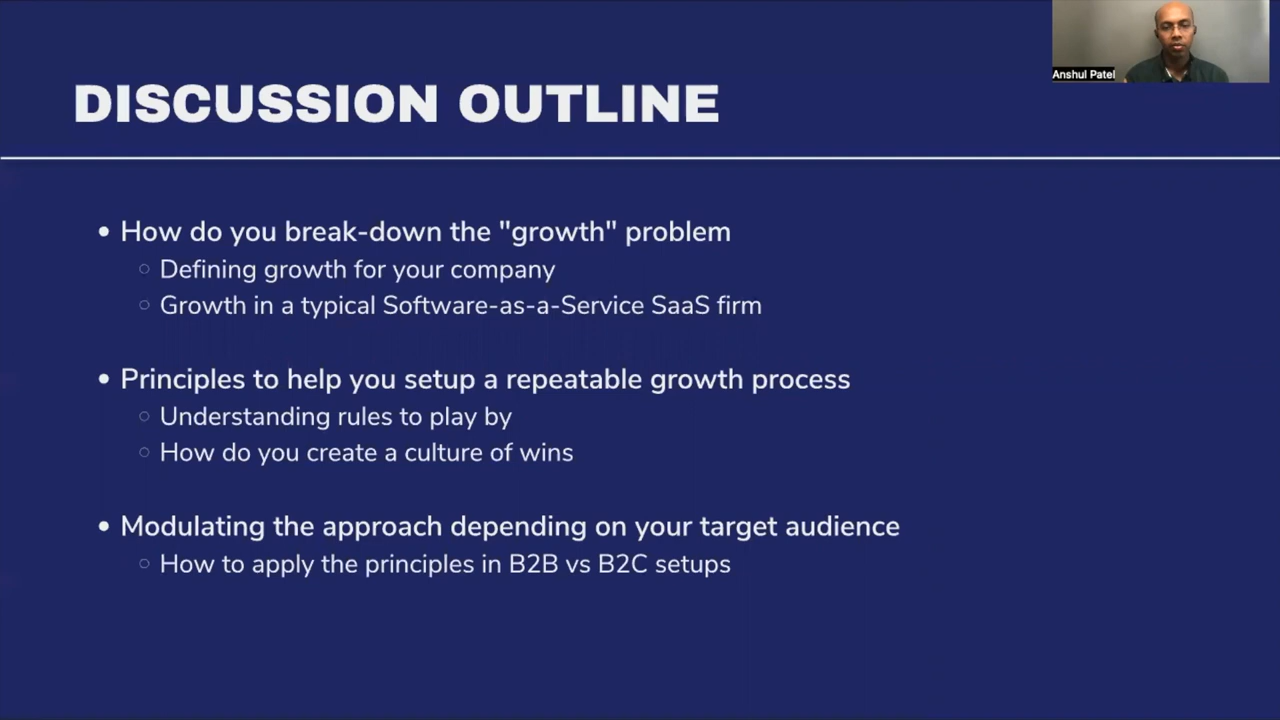 Anshul Patel
DISCUSSION OUTLINE
• How do you break-down the "growth" problem
○ Defining growth for your company
○ Growth in a typical Software-as-a-Service SaaS firm
• Principles to help you setup a repeatable growth process
○ Understanding rules to play by
○ How do you create a culture of wins
• Modulating the approach depending on your target audience
○ How to apply the principles in B2B vs B2C setups